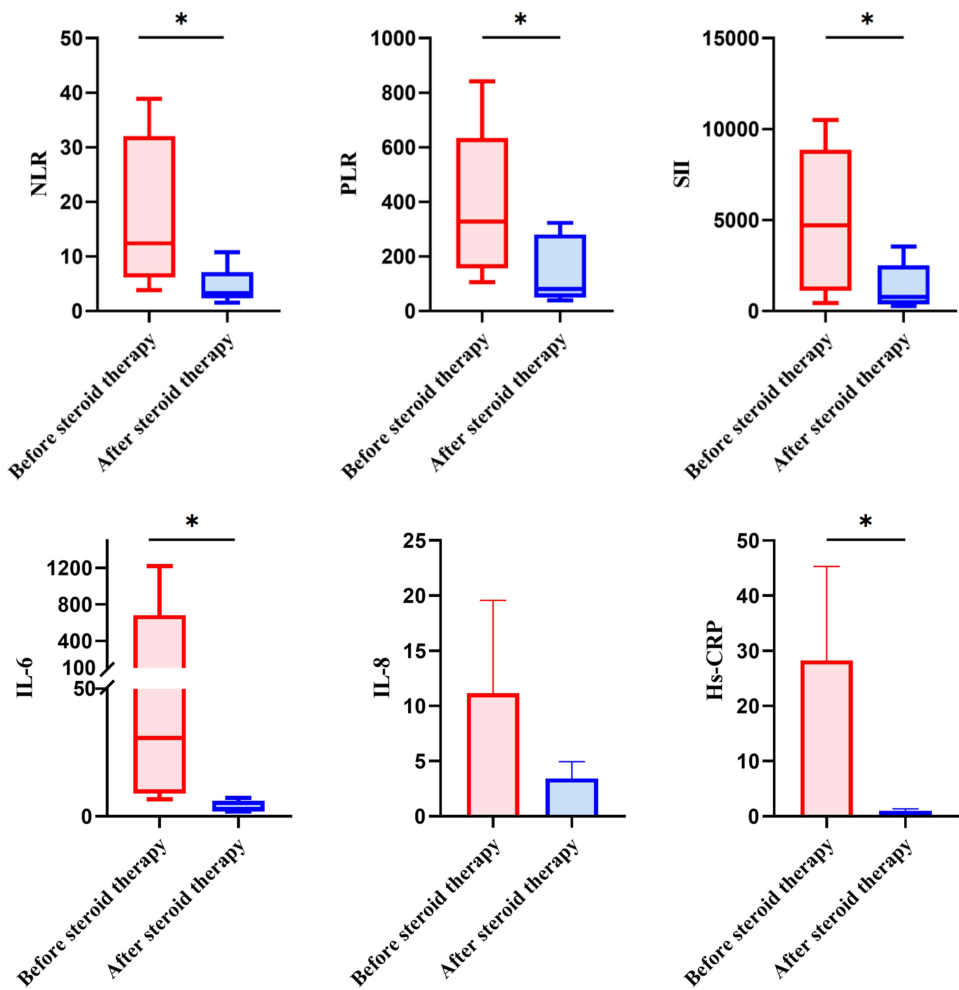 *
50
40
30
20
10
0
NLR
Before steroid therapy
After steroid therapy
*
1000
800
600
400
200
0
PLR
Before steroid therapy
After steroid therapy
*
15000
10000
5000
0
SII
Before steroid therapy
After steroid therapy
*
1200
800
400
100
50
0
IL-6
Before steroid therapy
After steroid therapy
25
20
15
10
5
0
IL-8
Before steroid therapy
After steroid therapy
*
50
40
30
20
10
0
Hs-CRP
Before steroid therapy
After steroid therapy